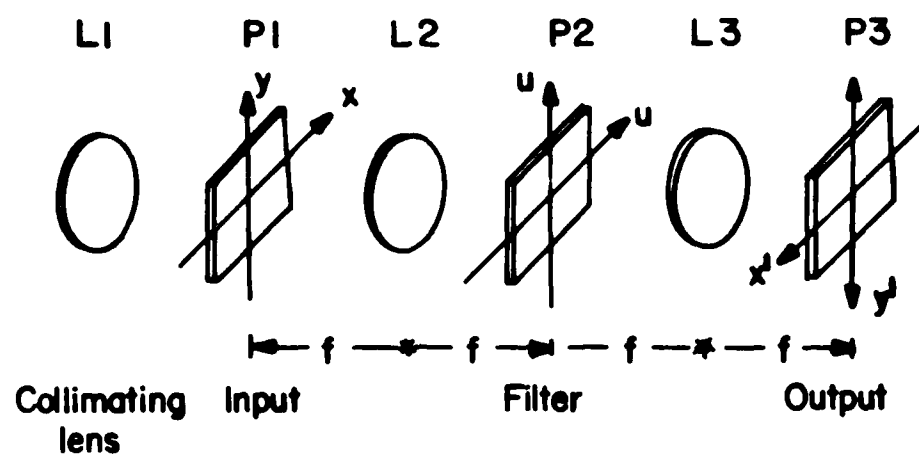 L1 P1 L2 P2 L3 P3
y x u u
x' y'
f f f f
Collimating lens Input Filter Output